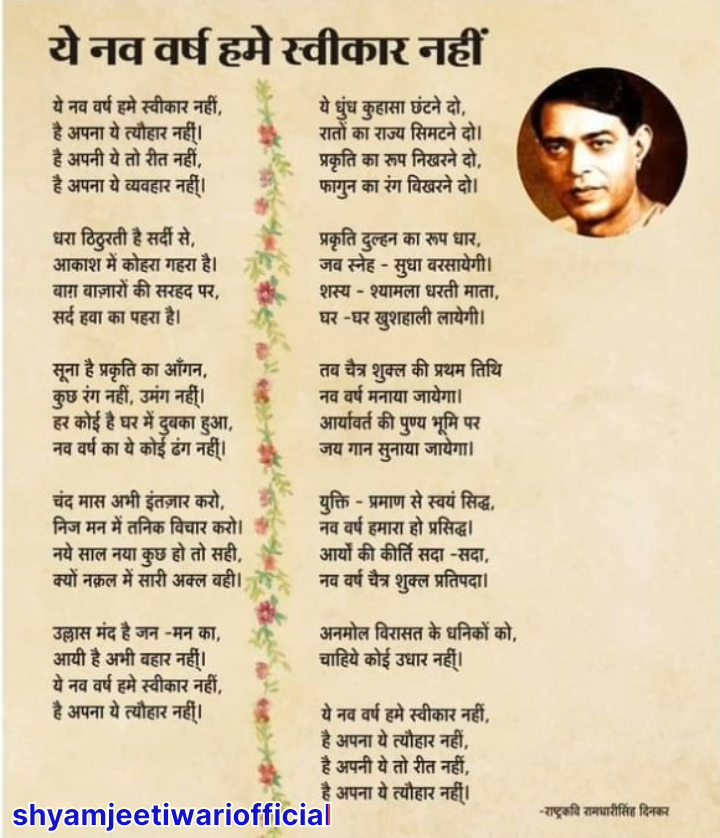 ये नव वर्ष हमे स्वीकार नहीं
ये नव वर्ष हमे स्वीकार नहीं,
है अपना ये त्यौहार नहीं।
है अपनी ये तो रीत नहीं,
है अपना ये व्यवहार नहीं।
धरा ठिठुरती है सर्दी से,
आकाश में कोहरा गहरा है।
बाग़ बाज़ारों की सरहद पर,
सर्द हवा का पहरा है।
सूना है प्रकृति का आँगन,
कुछ रंग नहीं, उमंग नहीं।
हर कोई है घर में दुबका हुआ,
नव वर्ष का ये कोई ढंग नहीं।
चंद मास अभी इंतज़ार करो,
निज मन में तनिक विचार करो।
नये साल नया कुछ हो तो सही,
क्यों नक़ल में सारी अक्ल बही।
उल्लास मंद है जन -मन का,
आयी है अभी बहार नहीं।
ये नव वर्ष हमे स्वीकार नहीं,
है अपना ये त्यौहार नहीं।
ये धुंध कुहासा छंटने दो,
रातों का राज्य सिमटने दो।
प्रकृति का रूप निखरने दो,
फागुन का रंग बिखरने दो।
प्रकृति दुल्हन का रूप धार,
जब स्नेह - सुधा बरसायेगी।
शस्य - श्यामला धरती माता,
घर -घर खुशहाली लायेगी।
तब चैत्र शुक्ल की प्रथम तिथि
नव वर्ष मनाया जायेगा।
आर्यावर्त की पुण्य भूमि पर
जय गान सुनाया जायेगा।
युक्ति - प्रमाण से स्वयं सिद्ध,
नव वर्ष हमारा हो प्रसिद्ध।
आर्यों की कीर्ति सदा -सदा,
नव वर्ष चैत्र शुक्ल प्रतिपदा।
अनमोल विरासत के धनिकों को,
चाहिये कोई उधार नहीं।
ये नव वर्ष हमे स्वीकार नहीं,
है अपना ये त्यौहार नहीं,
है अपनी ये तो रीत नहीं,
है अपना ये त्यौहार नहीं।
-राष्ट्रकवि रामधारीसिंह दिनकर
shyamjeetiwariofficial